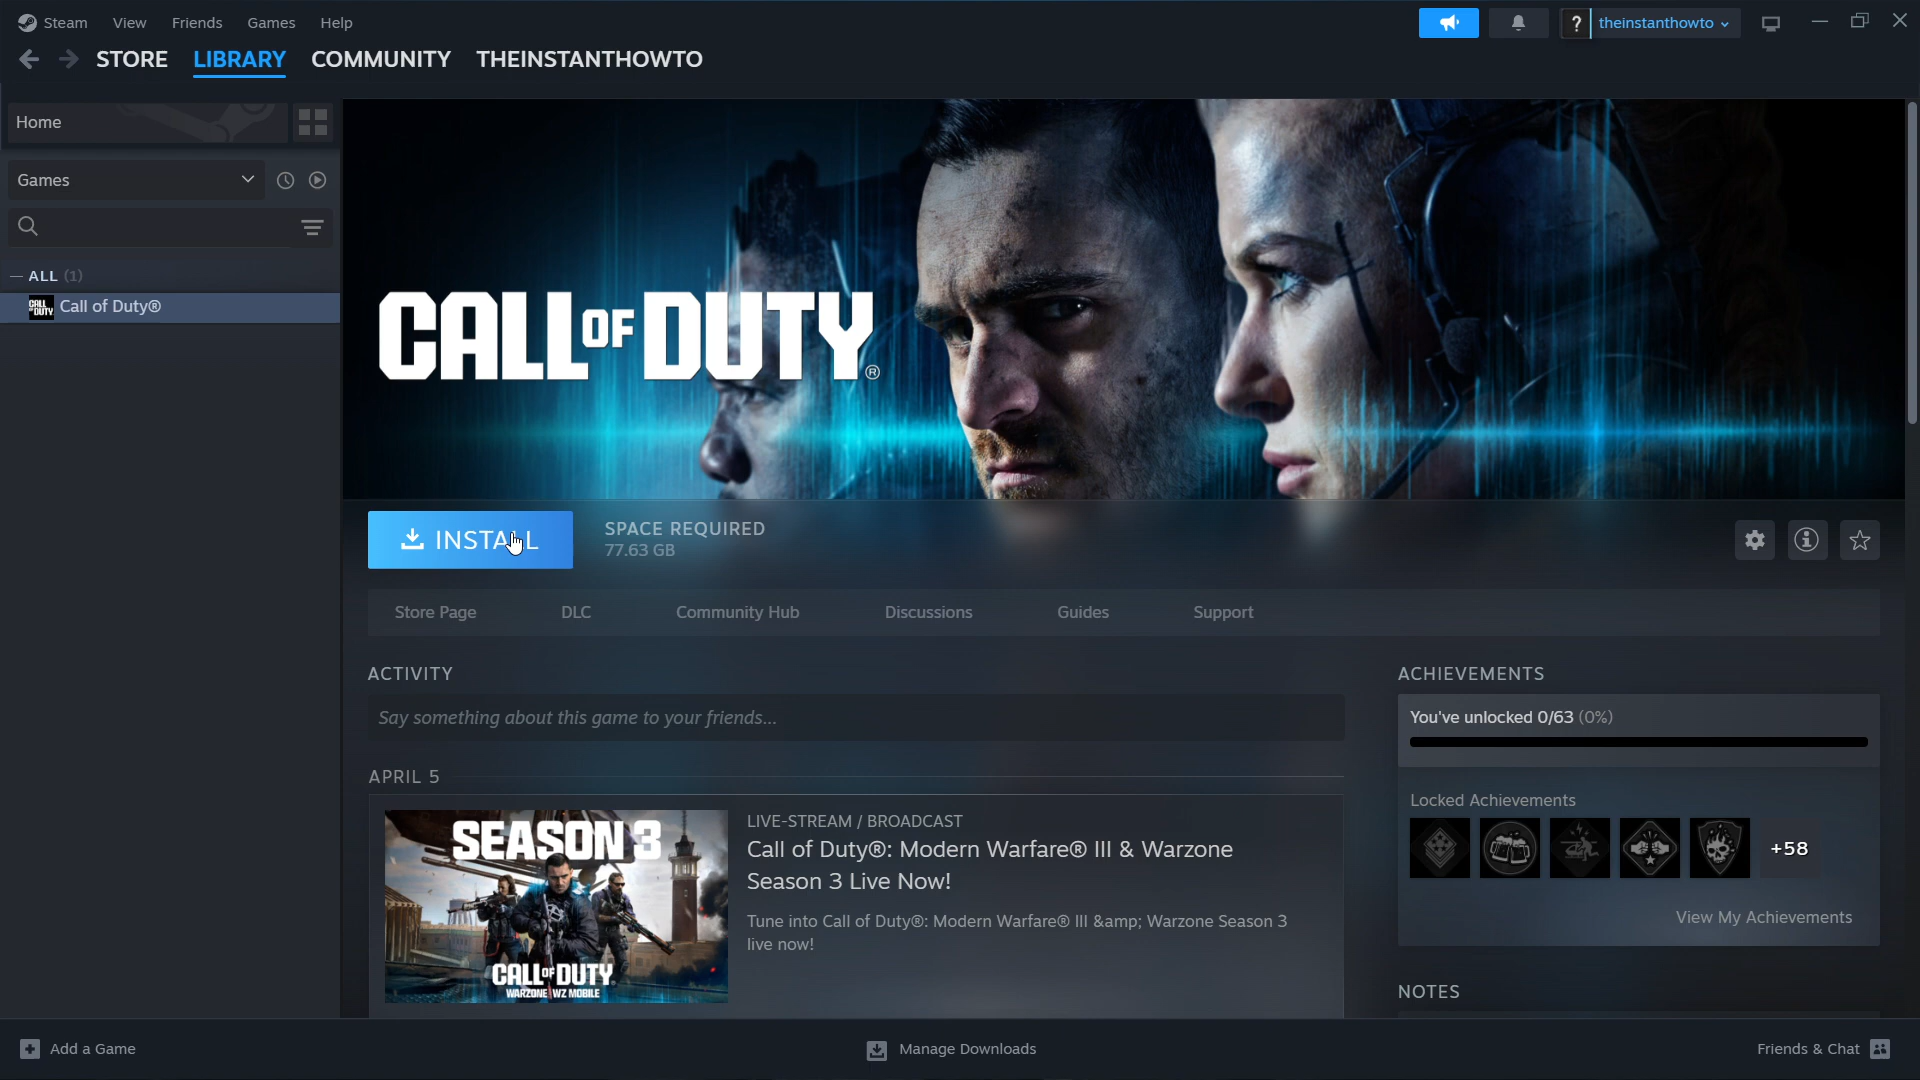 Steam View Friends Games Help
? theinstanthowto
STORE LIBRARY COMMUNITY THEINSTANTHOWTO
Home
Games
— ALL (1)
CALL OF DUTY Call of Duty®
CALL OF DUTY®
INSTALL
SPACE REQUIRED
77.63 GB
Store Page DLC Community Hub Discussions Guides Support
ACTIVITY
Say something about this game to your friends...
APRIL 5
SEASON 3
CALL OF DUTY
WARZONE WZ MOBILE
LIVE-STREAM / BROADCAST
Call of Duty®: Modern Warfare® III & Warzone
Season 3 Live Now!
Tune into Call of Duty®: Modern Warfare® III &amp; Warzone Season 3
live now!
ACHIEVEMENTS
You've unlocked 0/63 (0%)
Locked Achievements
+58
View My Achievements
NOTES
Add a Game
Manage Downloads
Friends & Chat